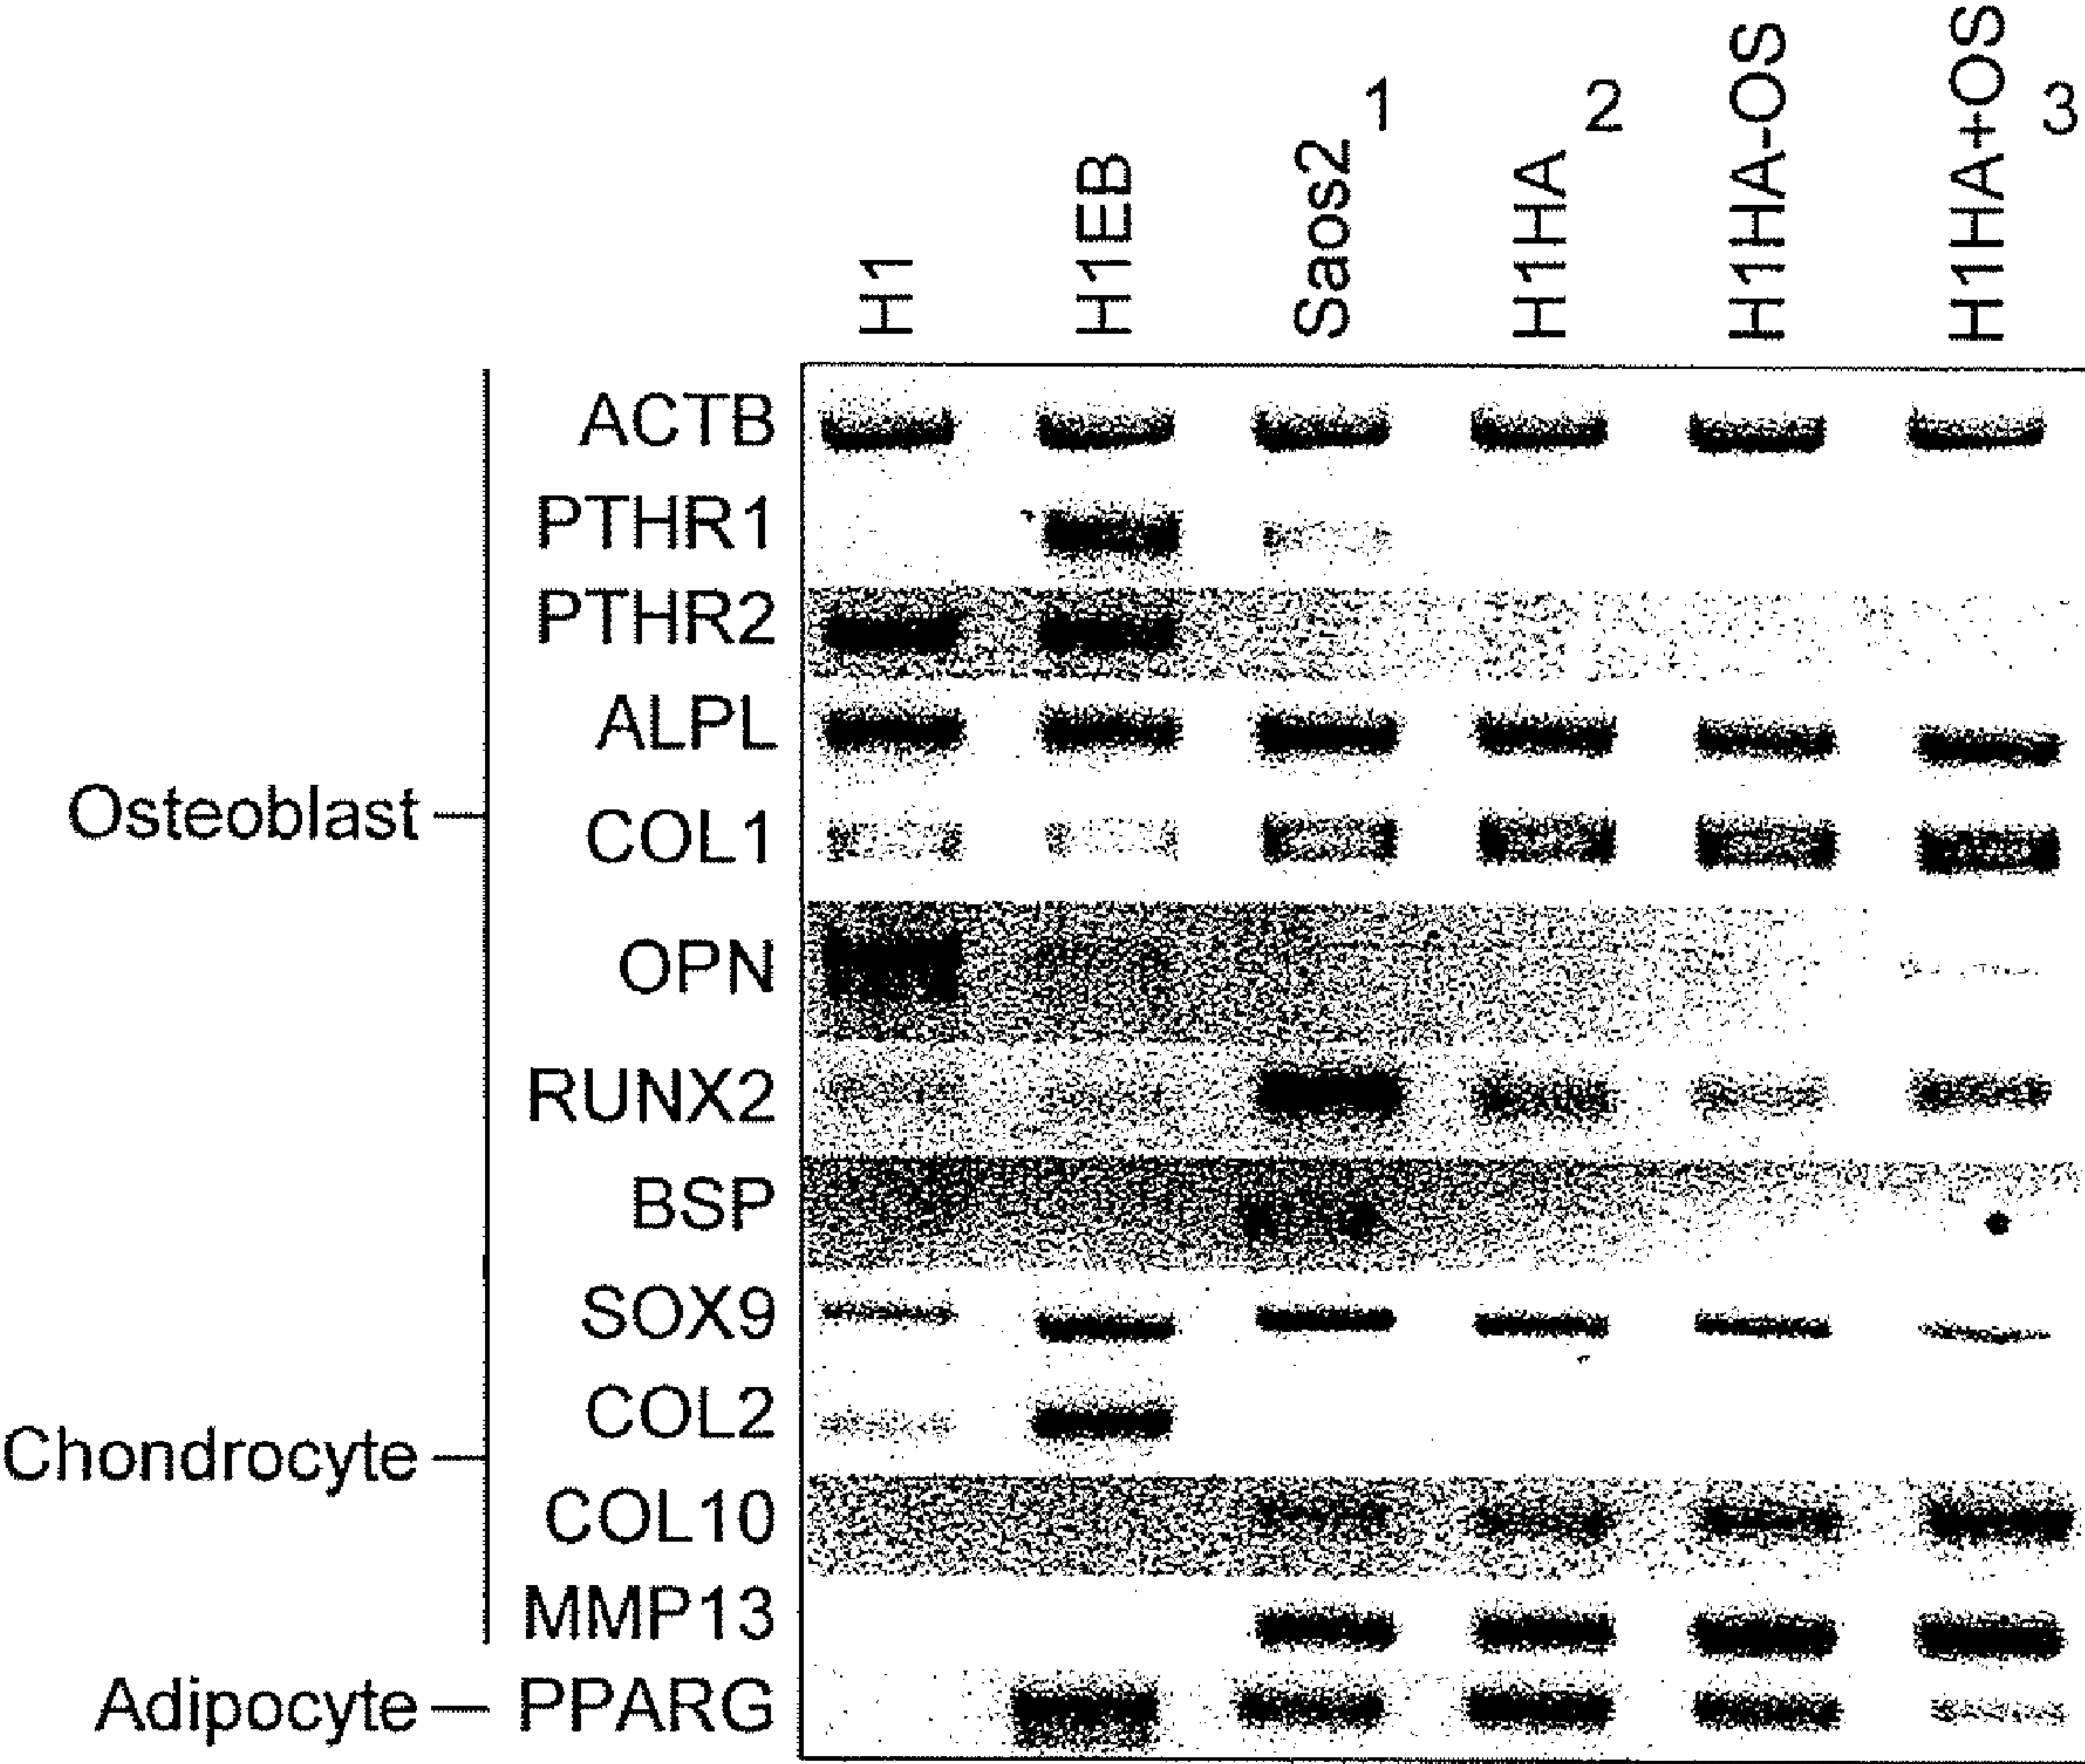 H1
H1EB
Saos2 1
H1HA 2
H1HA-OS
H1HA+OS 3
ACTB
PTHR1
PTHR2
ALPL
Osteoblast
COL1
OPN
RUNX2
BSP
SOX9
COL2
Chondrocyte
COL10
MMP13
Adipocyte PPARG